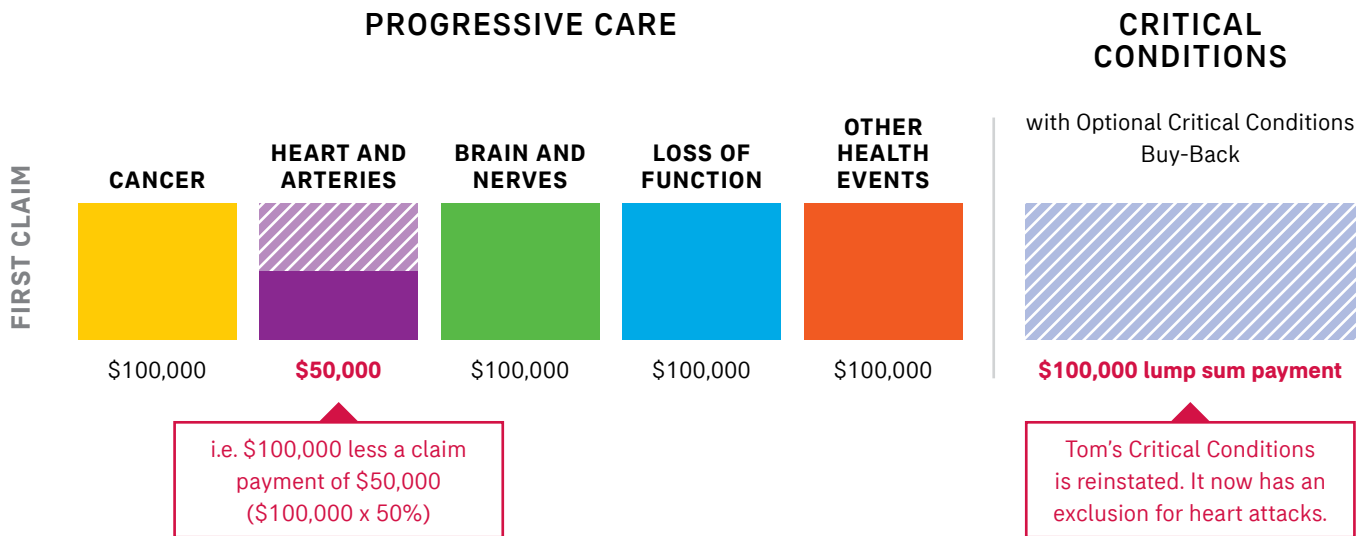 PROGRESSIVE CARE
CRITICAL
CONDITIONS
with Optional Critical Conditions
Buy-Back
FIRST CLAIM
CANCER
HEART AND
ARTERIES
BRAIN AND
NERVES
LOSS OF
FUNCTION
OTHER
HEALTH
EVENTS
$100,000
$50,000
$100,000
$100,000
$100,000
$100,000 lump sum payment
i.e. $100,000 less a claim
payment of $50,000
($100,000 x 50%)
Tom’s Critical Conditions
is reinstated. It now has an
exclusion for heart attacks.